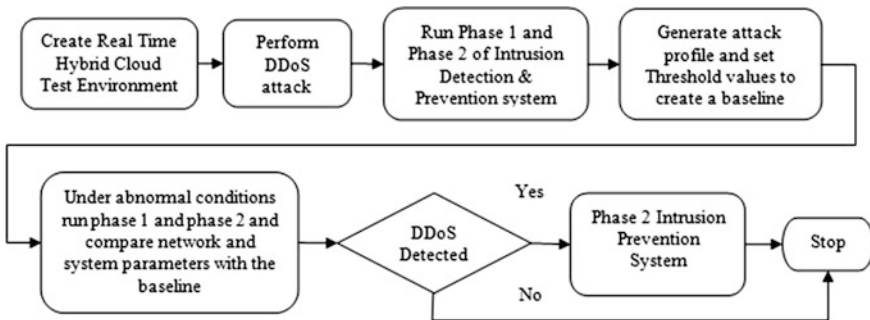 Create Real Time
Hybrid Cloud
Test Environment
Perform
DDoS
attack
Run Phase 1 and
Phase 2 of Intrusion
Detection &
Prevention system
Generate attack
profile and set
Threshold values to
create a baseline
Under abnormal conditions
run phase 1 and phase 2 and
compare network and
system parameters with the
baseline
DDoS
Detected
Yes
No
Phase 2 Intrusion
Prevention
System
Stop